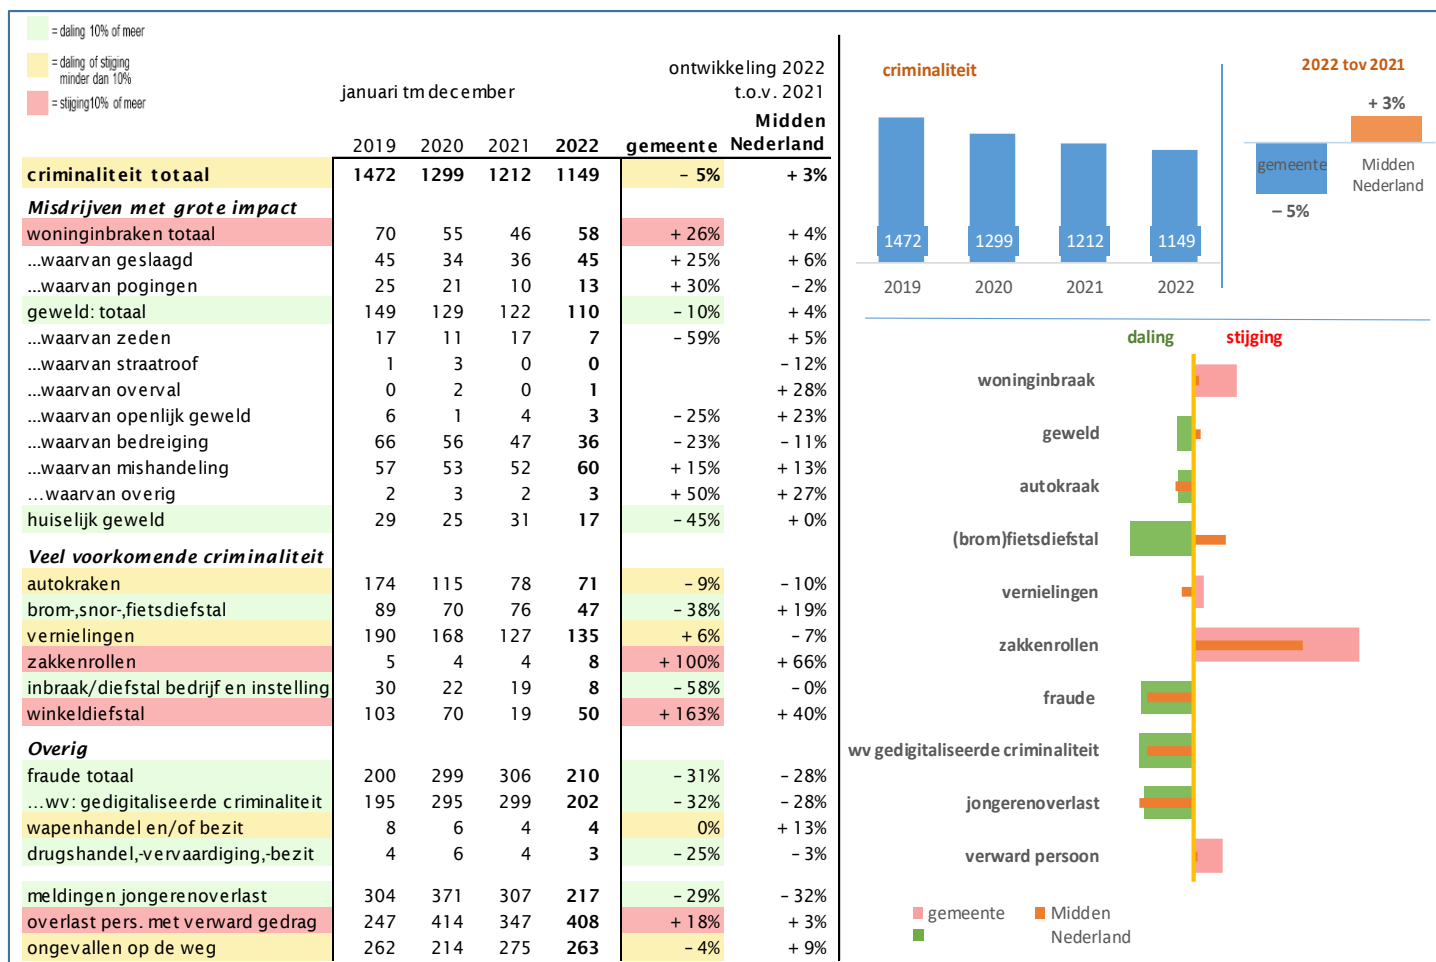 = daling 10% of meer
= daling of stijging
minder dan 10%
= stijging10% of meer
januari tm december
ontwikkeling 2022
t.o.v. 2021
2019 2020 2021 2022 gemeente Midden Nederland
criminaliteit totaal 1472 1299 1212 1149 – 5% + 3%
Misdrijven met grote impact
woninginbraken totaal 70 55 46 58 + 26% + 4%
...waarvan geslaagd 45 34 36 45 + 25% + 6%
...waarvan pogingen 25 21 10 13 + 30% – 2%
geweld: totaal 149 129 122 110 – 10% + 4%
...waarvan zeden 17 11 17 7 – 59% + 5%
...waarvan straatroof 1 3 0 0 – 12%
...waarvan overval 0 2 0 1 + 28%
...waarvan openlijk geweld 6 1 4 3 – 25% + 23%
...waarvan bedreiging 66 56 47 36 – 23% – 11%
...waarvan mishandeling 57 53 52 60 + 15% + 13%
...waarvan overig 2 3 2 3 + 50% + 27%
huiselijk geweld 29 25 31 17 – 45% + 0%
Veel voorkomende criminaliteit
autokraken 174 115 78 71 – 9% – 10%
brom-,snor-,fietsdiefstal 89 70 76 47 – 38% + 19%
vernielingen 190 168 127 135 + 6% – 7%
zakkenrollen 5 4 4 8 + 100% + 66%
inbraak/diefstal bedrijf en instelling 30 22 19 8 – 58% – 0%
winkeldiefstal 103 70 19 50 + 163% + 40%
Overig
fraude totaal 200 299 306 210 – 31% – 28%
...wv: gedigitaliseerde criminaliteit 195 295 299 202 – 32% – 28%
wapenhandel en/of bezit 8 6 4 4 0% + 13%
drugshandel,-vervaardiging,-bezit 4 6 4 3 – 25% – 3%
meldingen jongerenoverlast 304 371 307 217 – 29% – 32%
overlast pers. met verward gedrag 247 414 347 408 + 18% + 3%
ongevallen op de weg 262 214 275 263 – 4% + 9%
criminaliteit
1472 1299 1212 1149
2019 2020 2021 2022
2022 tov 2021
+ 3%
gemeente Midden
Nederland
– 5%
daling stijging
woninginbraak
geweld
autokraak
(brom)fietsdiefstal
vernielingen
zakkenrollen
fraude
wv gedigitaliseerde criminaliteit
jongerenoverlast
verward persoon
gemeente Midden
Nederland